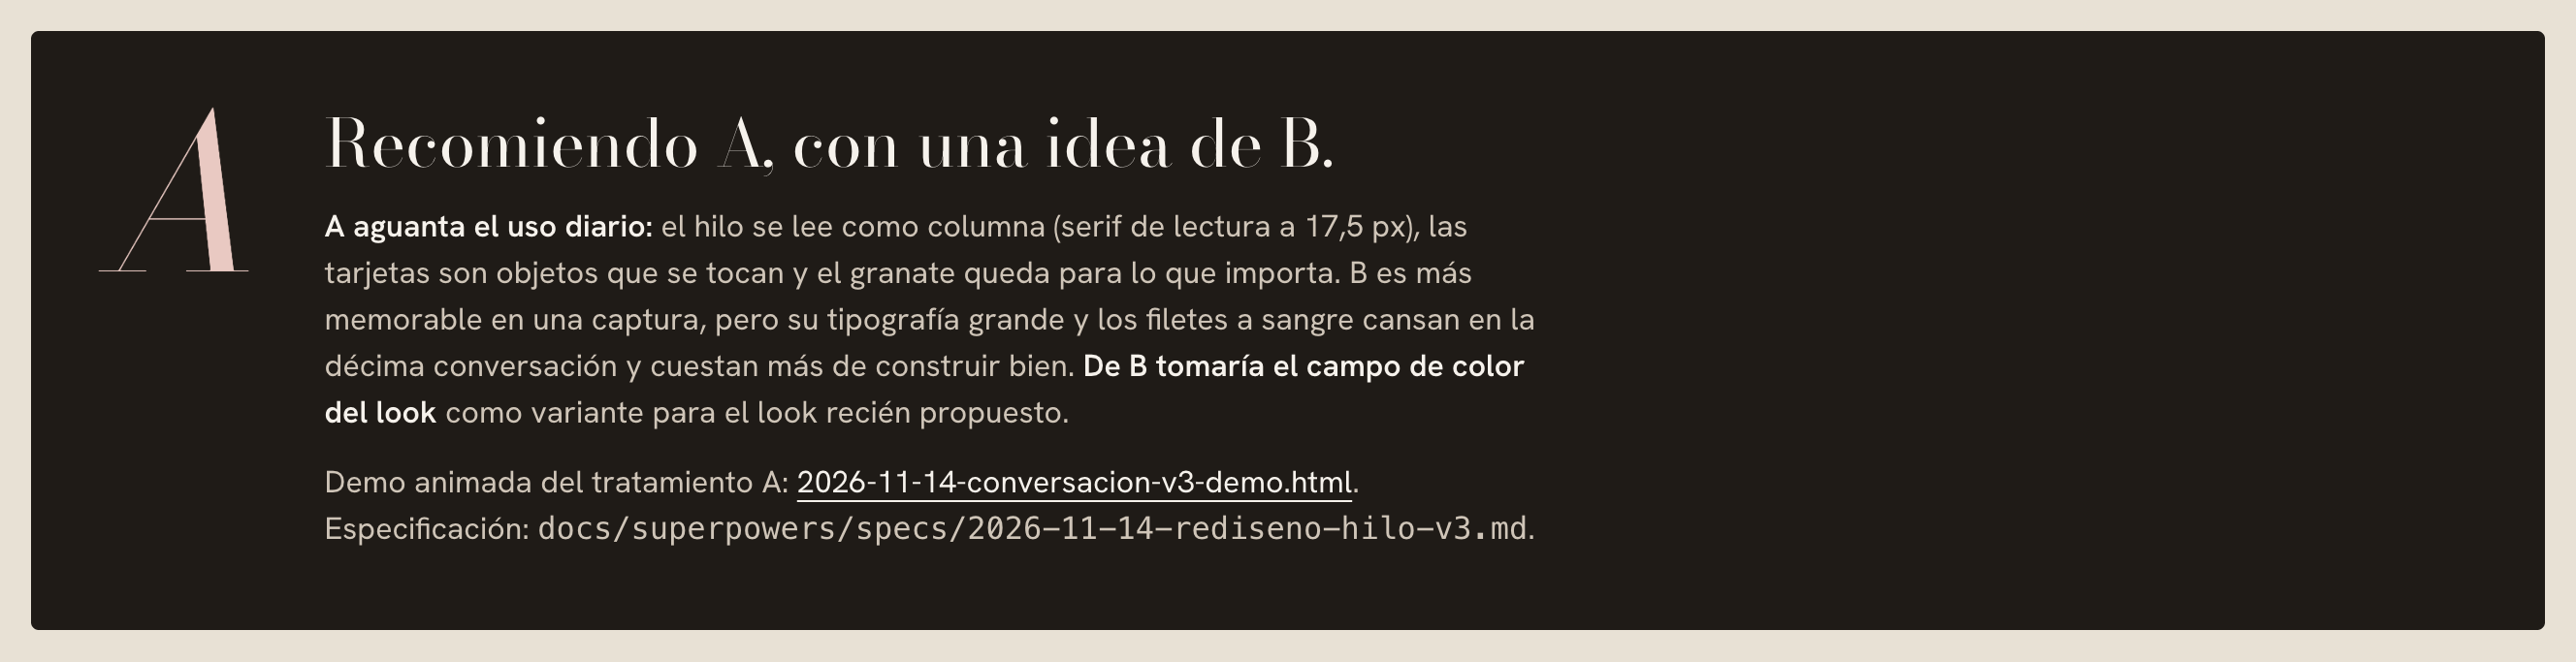 A
Recomiendo A, con una idea de B.
A aguanta el uso diario: el hilo se lee como columna (serif de lectura a 17,5 px), las
tarjetas son objetos que se tocan y el granate queda para lo que importa. B es más
memorable en una captura, pero su tipografía grande y los filetes a sangre cansan en la
décima conversación y cuestan más de construir bien. De B tomaría el campo de color
del look como variante para el look recién propuesto.
Demo animada del tratamiento A: 2026-11-14-conversacion-v3-demo.html.
Especificación: docs/superpowers/specs/2026-11-14-rediseno-hilo-v3.md.